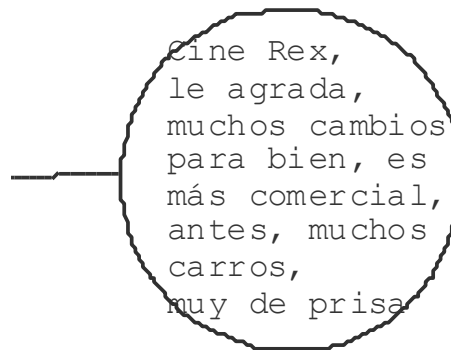 Cine Rex,
le agrada,
muchos cambios
para bien, es
más comercial,
antes, muchos
carros,
muy de prisa